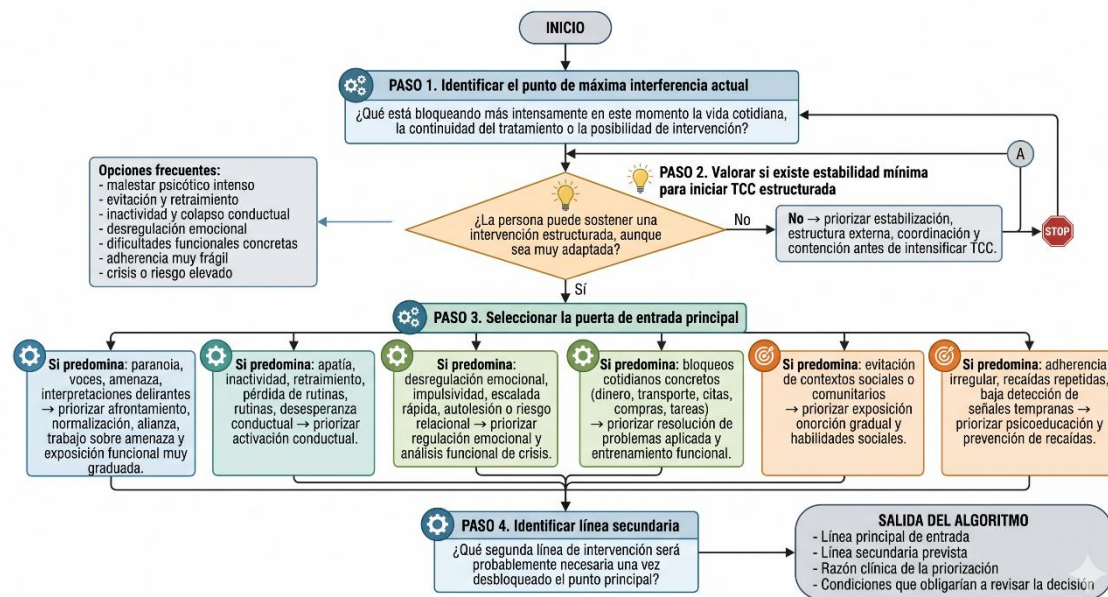 INICIO
PASO 1. Identificar el punto de máxima interferencia actual
¿Qué está bloqueando más intensamente en este momento la vida cotidiana,
la continuidad del tratamiento o la posibilidad de intervención?
A
Opciones frecuentes:
- malestar psicótico intenso
- evitación y retraimiento
- inactividad y colapso conductual
- desregulación emocional
- dificultades funcionales concretas
- adherencia muy frágil
- crisis o riesgo elevado
PASO 2. Valorar si existe estabilidad mínima
para iniciar TCC estructurada
¿La persona puede sostener una
intervención estructurada, aunque
sea muy adaptada?
No
No → priorizar estabilización,
estructura externa, coordinación y
contención antes de intensificar TCC.
STOP
Sí
PASO 3. Seleccionar la puerta de entrada principal
Si predomina: paranoia,
voces, amenaza,
interpretaciones delirantes
→ priorizar afrontamiento,
normalización, alianza,
trabajo sobre amenaza y
exposición funcional muy
graduada.
Si predomina: apatía,
inactividad, retraimiento,
pérdida de rutinas,
rutinas, desesperanza
conductual → priorizar
activación conductual.
Si predomina:
desregulación emocional,
impulsividad, escalada
rápida, autolesión o riesgo
relacional → priorizar
regulación emocional y
análisis funcional de crisis.
Si predomina: bloqueos
cotidianos concretos
(dinero, transporte, citas,
compras, tareas)
→ priorizar resolución de
problemas aplicada y
entrenamiento funcional.
Si predomina: evitación
de contextos sociales o
comunitarios
→ priorizar exposición
onorción gradual y
habilidades sociales.
Si predomina: adherencia
irregular, recaídas repetidas,
baja detección de
señales tempranas →
priorizar psicoeducación y
prevención de recaídas.
PASO 4. Identificar línea secundaria
¿Qué segunda línea de intervención será
probablemente necesaria una vez
desbloqueado el punto principal?
SALIDA DEL ALGORITMO
- Línea principal de entrada
- Línea secundaria prevista
- Razón clínica de la priorización
- Condiciones que obligarían a revisar la decisión